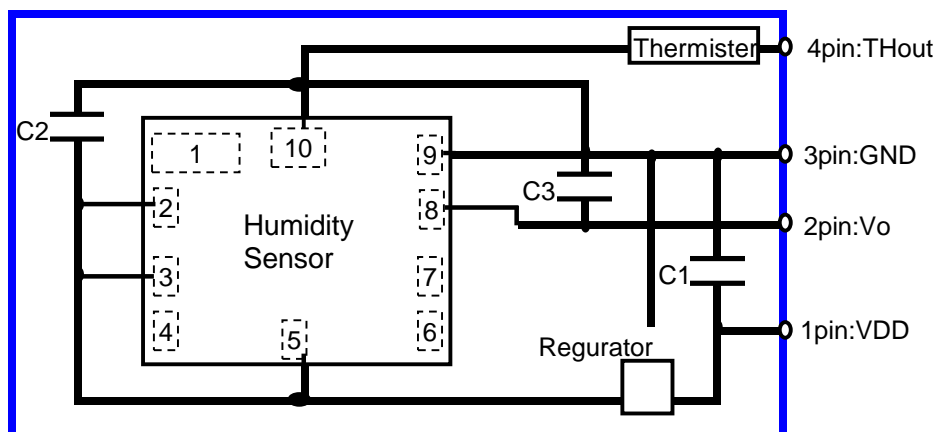 Thermister
4pin:THout
C2
1
10
9
3pin:GND
2
C3
8
2pin:Vo
Humidity
Sensor
3
7
C1
4
5
6
1pin:VDD
Regurator